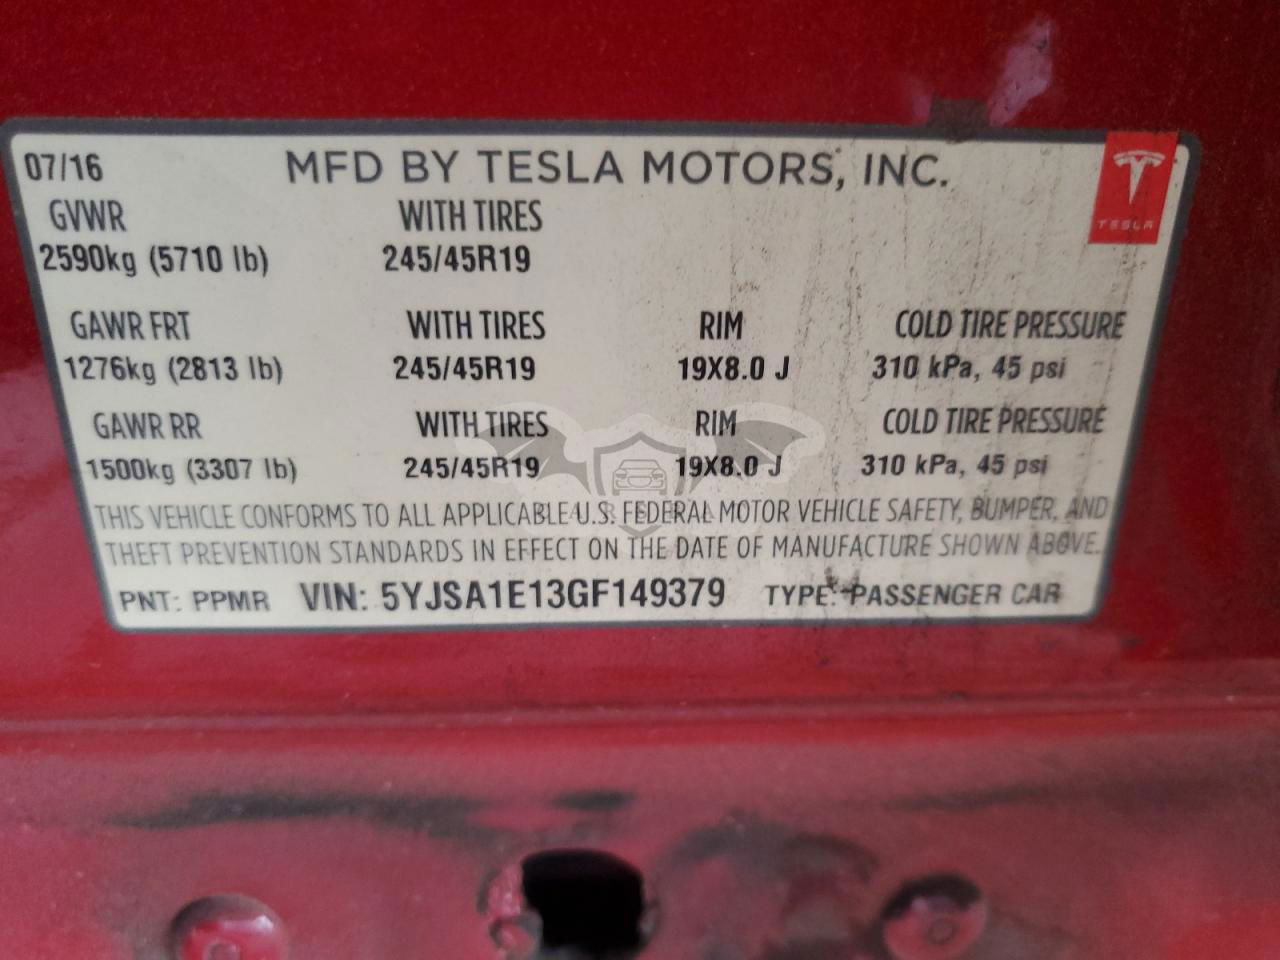 07/16 MFD BY TESLA MOTORS, INC.
TESLA
GVWR WITH TIRES
2590kg (5710 lb) 245/45R19
GAWR FRT WITH TIRES RIM COLD TIRE PRESSURE
1276kg (2813 lb) 245/45R19 19X8.0 J 310 kPa, 45 psi
GAWR RR WITH TIRES RIM COLD TIRE PRESSURE
1500kg (3307 lb) 245/45R19 19X8.0 J 310 kPa, 45 psi
THIS VEHICLE CONFORMS TO ALL APPLICABLE U.S. FEDERAL MOTOR VEHICLE SAFETY, BUMPER, AND
THEFT PREVENTION STANDARDS IN EFFECT ON THE DATE OF MANUFACTURE SHOWN ABOVE.
PNT: PPMR VIN: 5YJSA1E13GF149379 TYPE: PASSENGER CAR